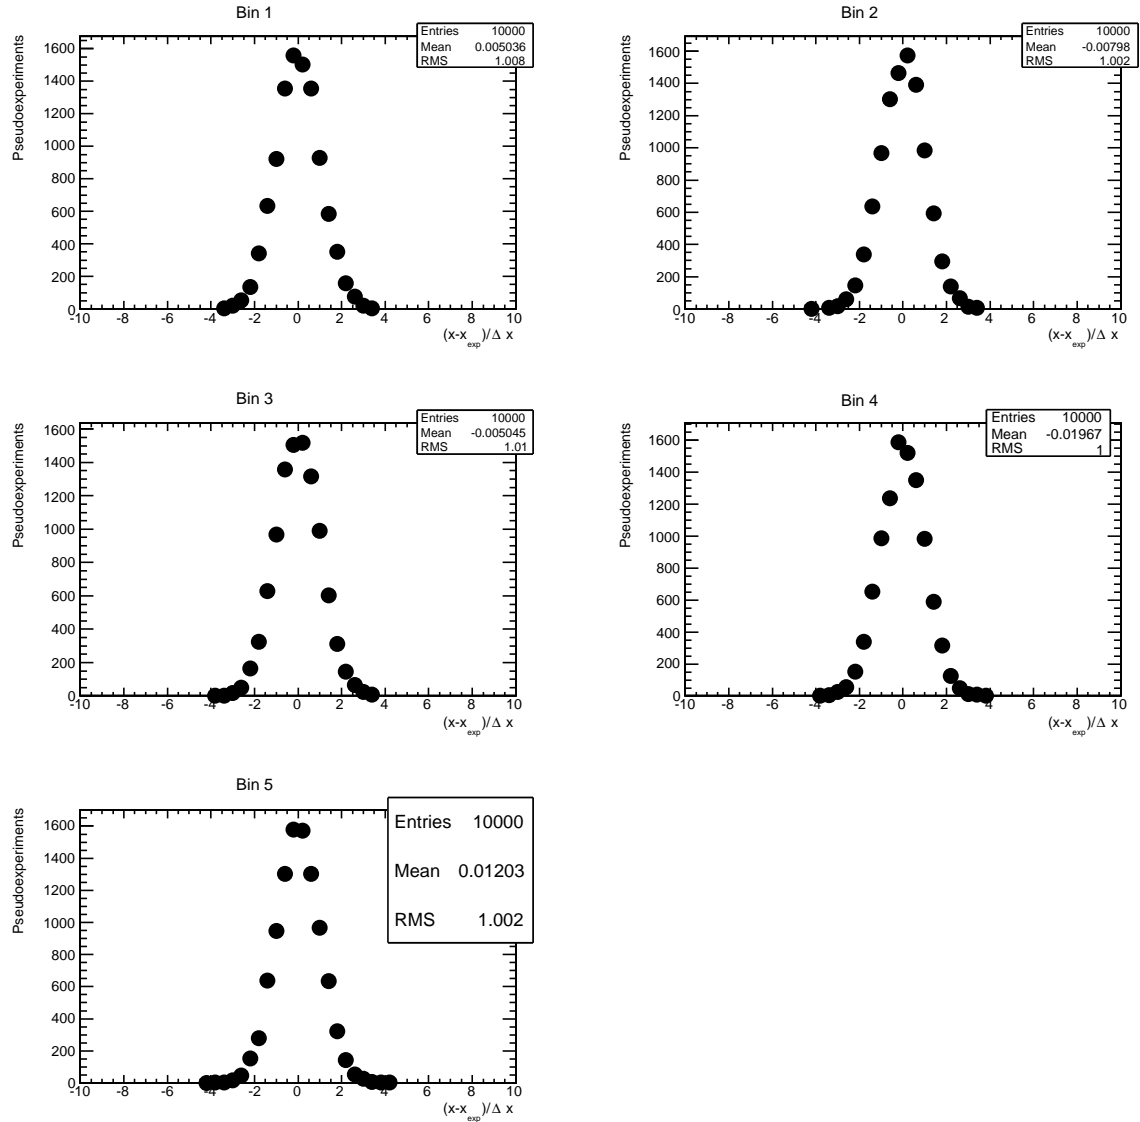 Bin 1
Entries 10000
Mean 0.005036
RMS 1.008
Pseudoexperiments
1600
1400
1200
1000
800
600
400
200
0
-10 -8 -6 -4 -2 0 2 4 6 8 10
(x-x_exp)/Δ x
Bin 2
Entries 10000
Mean -0.00798
RMS 1.002
Pseudoexperiments
1600
1400
1200
1000
800
600
400
200
0
-10 -8 -6 -4 -2 0 2 4 6 8 10
(x-x_exp)/Δ x
Bin 3
Entries 10000
Mean -0.005045
RMS 1.01
Pseudoexperiments
1600
1400
1200
1000
800
600
400
200
0
-10 -8 -6 -4 -2 0 2 4 6 8 10
(x-x_exp)/Δ x
Bin 4
Entries 10000
Mean -0.01967
RMS 1
Pseudoexperiments
1600
1400
1200
1000
800
600
400
200
0
-10 -8 -6 -4 -2 0 2 4 6 8 10
(x-x_exp)/Δ x
Bin 5
Entries 10000
Mean 0.01203
RMS 1.002
Pseudoexperiments
1600
1400
1200
1000
800
600
400
200
0
-10 -8 -6 -4 -2 0 2 4 6 8 10
(x-x_exp)/Δ x